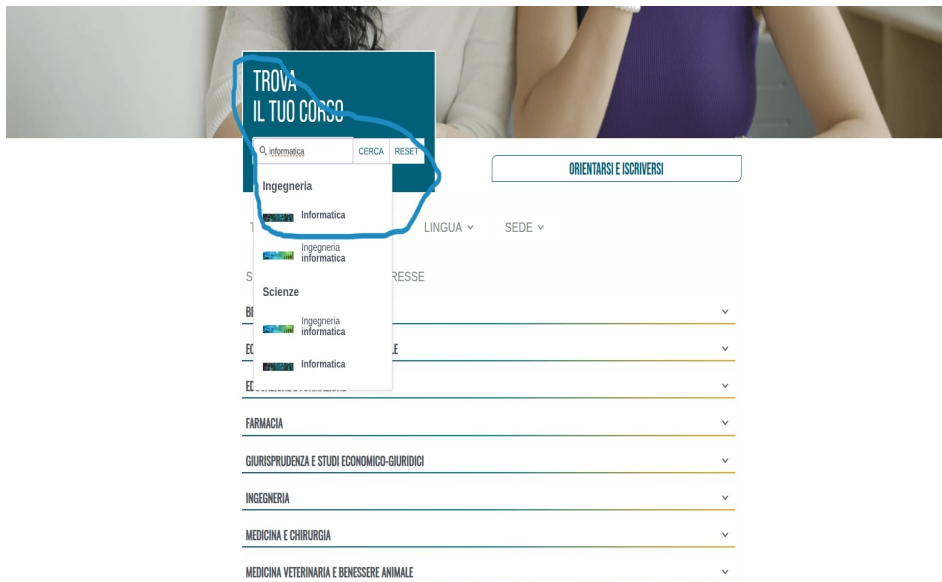 TROVA
IL TUO CORSO
informatica
CERCA
RESET
ORIENTARSI E ISCRIVERSI
Ingegneria
Informatica
LINGUA
SEDE
Ingegneria
informatica
RESSE
Scienze
Ingegneria
informatica
Informatica
FARMACIA
GIURISPRUDENZA E STUDI ECONOMICO-GIURIDICI
INGEGNERIA
MEDICINA E CHIRURGIA
MEDICINA VETERINARIA E BENESSERE ANIMALE